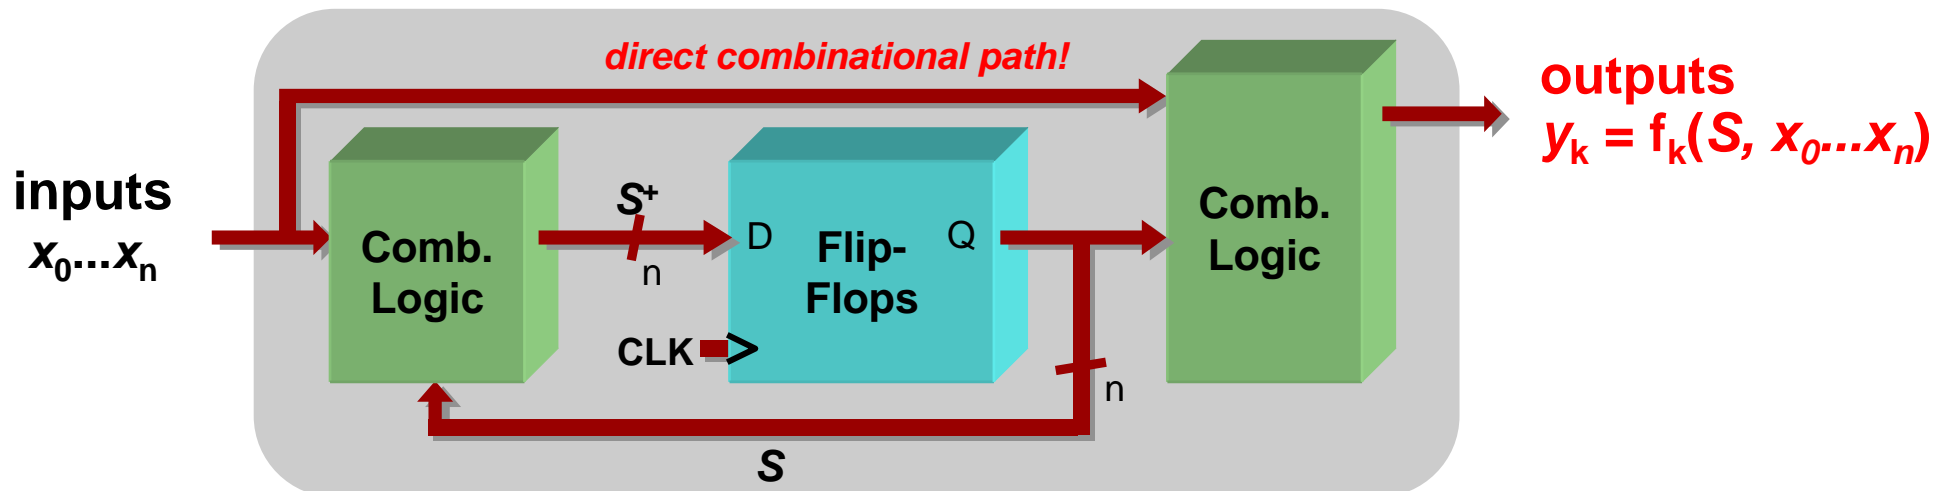 direct combinational path!
outputs
yk = fk(S, x0...xn)
inputs
x0...xn
Comb.
Logic
S+
n
D
Flip-
Flops
Q
CLK
Comb.
Logic
n
S